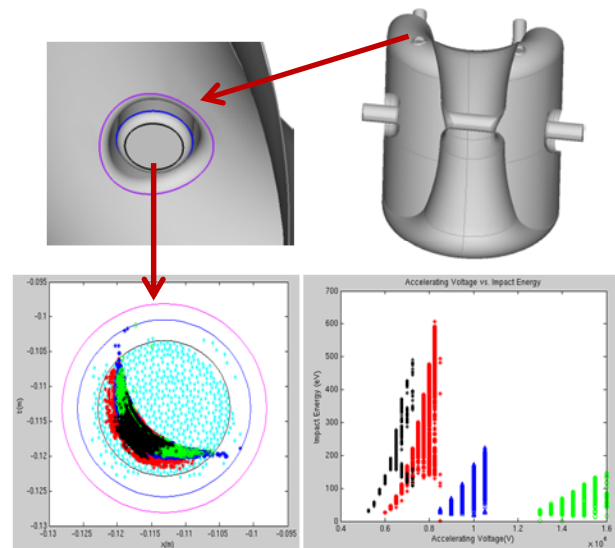 Accelerating Voltage vs. Impact Energy
-0.095
-0.1
-0.105
-0.11
-0.115
-0.12
-0.125
-0.13
-0.13 -0.125 -0.12 -0.115 -0.11 -0.105 -0.1 -0.095
x(m)
700
600
500
400
300
200
100
0
Impact Energy (eV)
0.4 0.6 0.8 1 1.2 1.4 1.6
Accelerating Voltage(V)